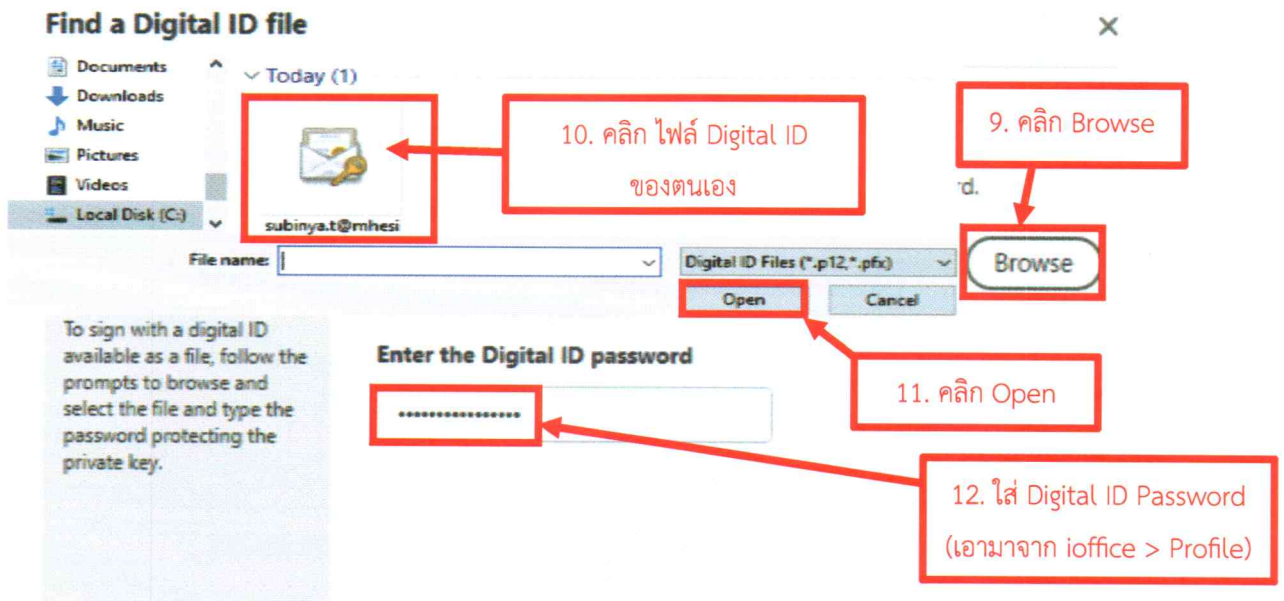 Find a Digital ID file
Documents
Downloads
Music
Pictures
Videos
Local Disk (C:)
Today (1)
subinya.t@mhesi
10. คลิก ไฟล์ Digital ID
ของตนเอง
9. คลิก Browse
rd.
File name:
Digital ID Files (*.p12,*.pfx)
Browse
Open
Cancel
To sign with a digital ID
available as a file, follow the
prompts to browse and
select the file and type the
password protecting the
private key.
Enter the Digital ID password
••••••••••••••••
11. คลิก Open
12. ใส่ Digital ID Password
(เอามาจาก ioffice > Profile)